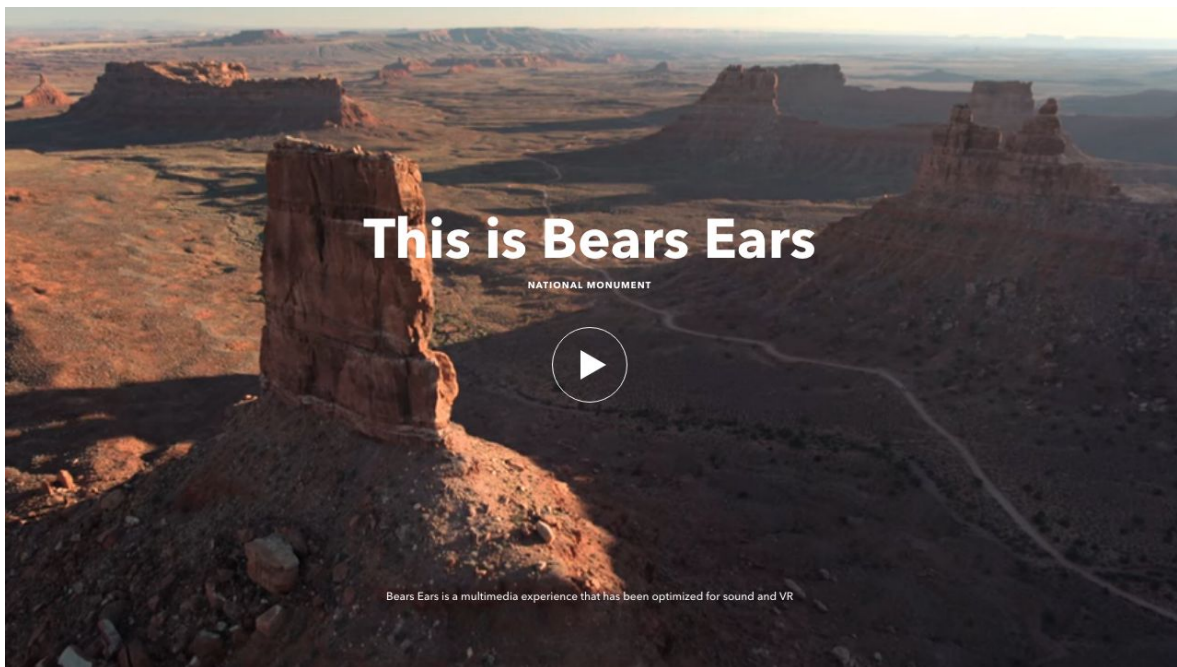 This is Bears Ears
NATIONAL MONUMENT
Bears Ears is a multimedia experience that has been optimized for sound and VR